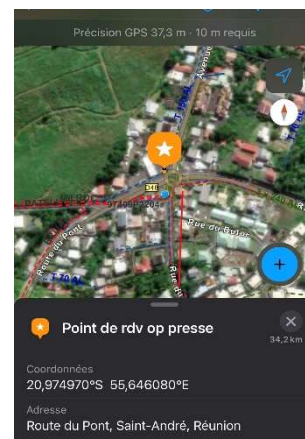 Précision GPS 37,3 m - 10 m requis
Avenue
Route du Pont
Rue du
Point de rdv op presse
34,2 km
Coordonnées
20,974970°S 55,646080°E
Adresse
Route du Pont, Saint-André, Réunion